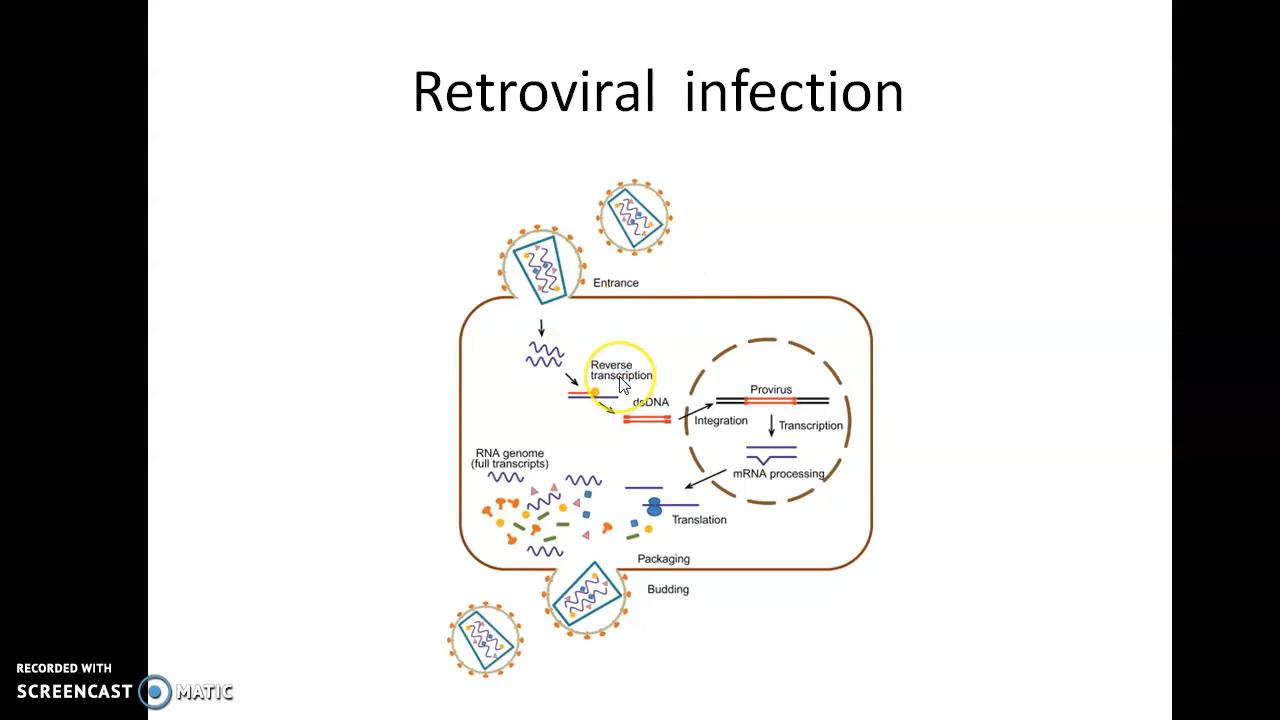 Retroviral infection
Entrance
Reverse
transcription
dsDNA
Provirus
Integration
Transcription
mRNA processing
RNA genome
(full transcripts)
Translation
Packaging
Budding
RECORDED WITH
SCREENCAST MATIC